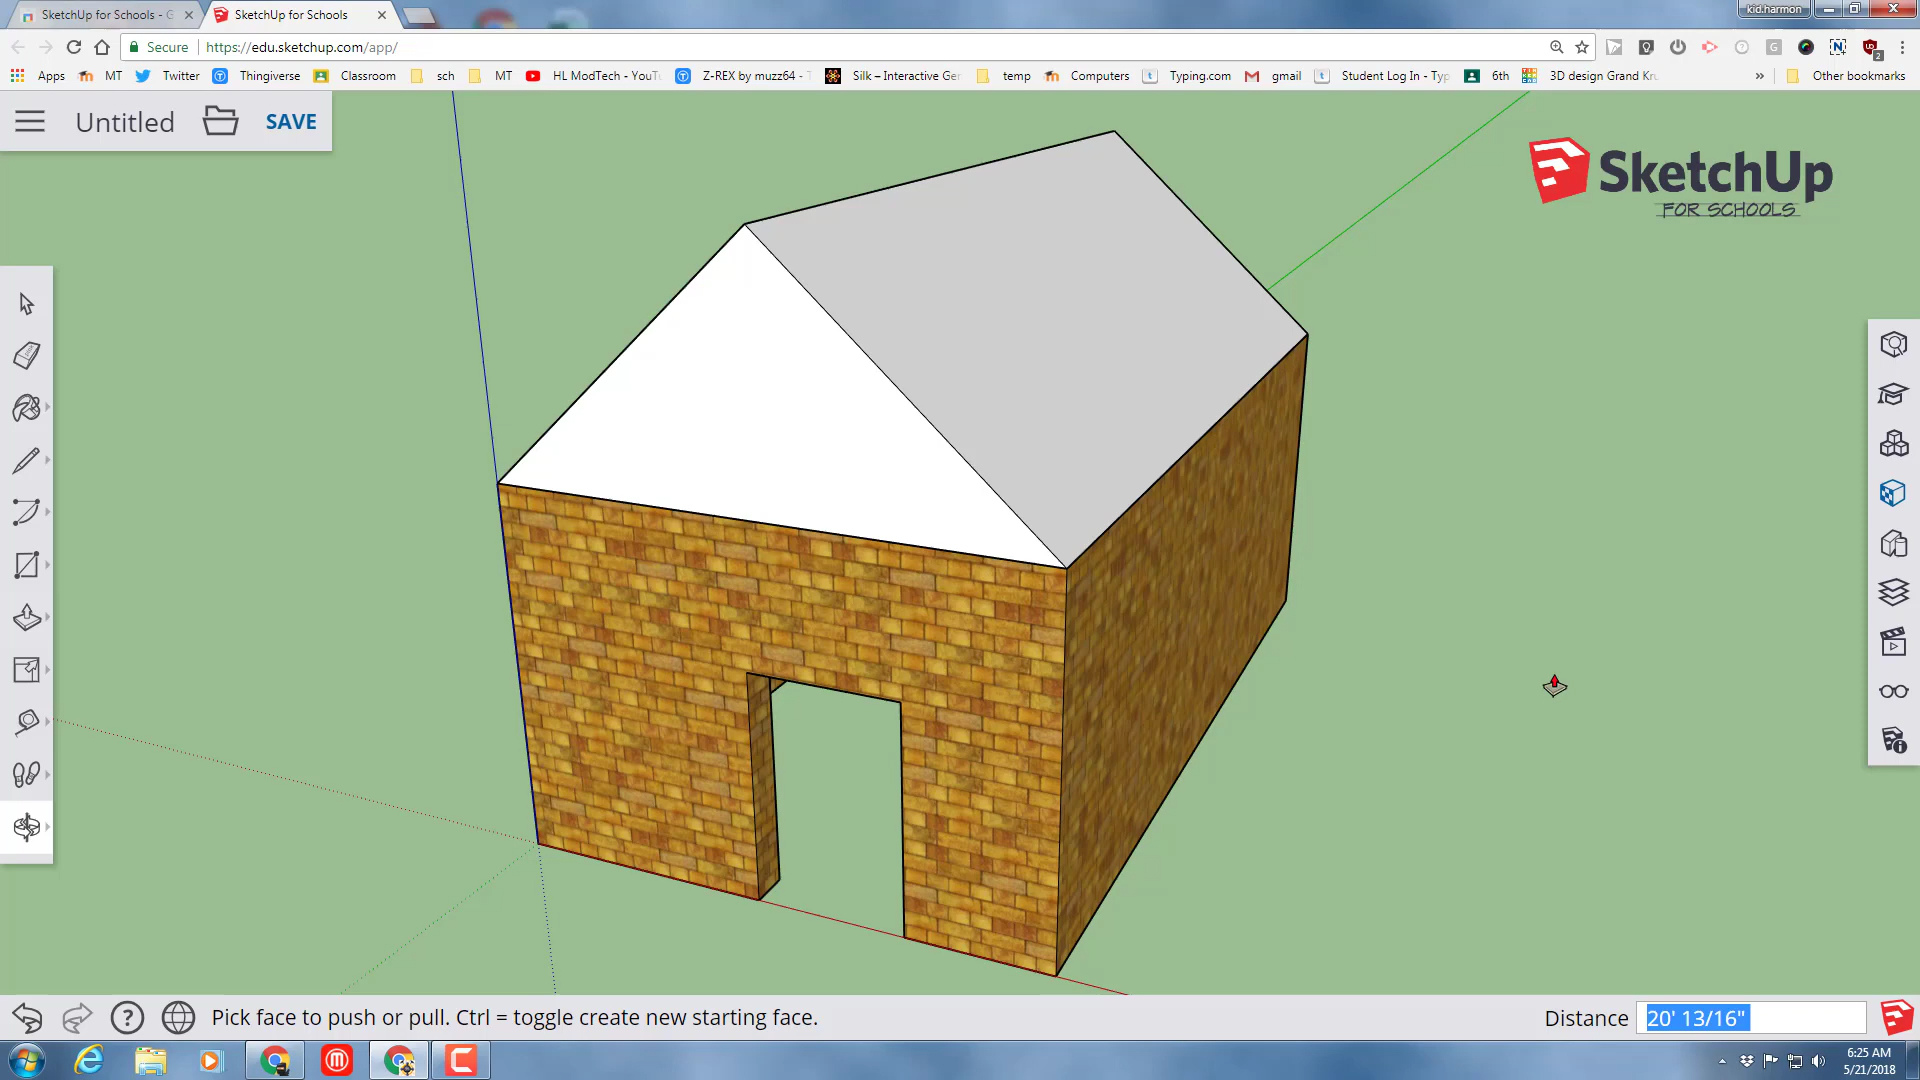 SketchUp for Schools - G
SketchUp for Schools
kid.harmon
Secure https://edu.sketchup.com/app/
Apps MT Twitter Thingiverse Classroom sch MT HL ModTech - YouTu Z-REX by muzz64 - Silk – Interactive Ge temp Computers Typing.com gmail Student Log In - Typ 6th 3D design Grand Kru » Other bookmarks
Untitled SAVE
SketchUp
FOR SCHOOLS
Pick face to push or pull. Ctrl = toggle create new starting face.
Distance 20' 13/16"
6:25 AM
5/21/2018